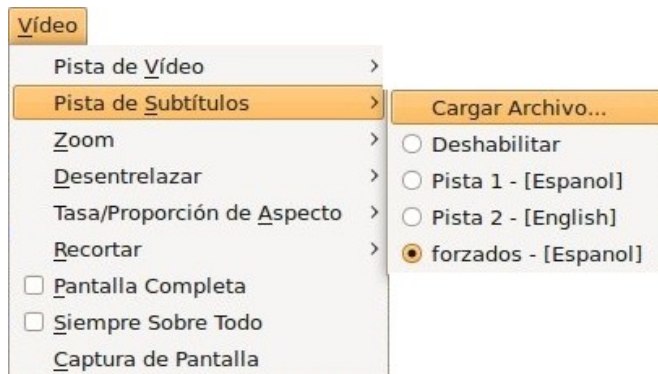 Vídeo
Pista de Vídeo
Pista de Subtítulos
Zoom
Desentrelazar
Tasa/Proporción de Aspecto
Recortar
Pantalla Completa
Siempre Sobre Todo
Captura de Pantalla
Cargar Archivo...
Deshabilitar
Pista 1 - [Espanol]
Pista 2 - [English]
forzados - [Espanol]